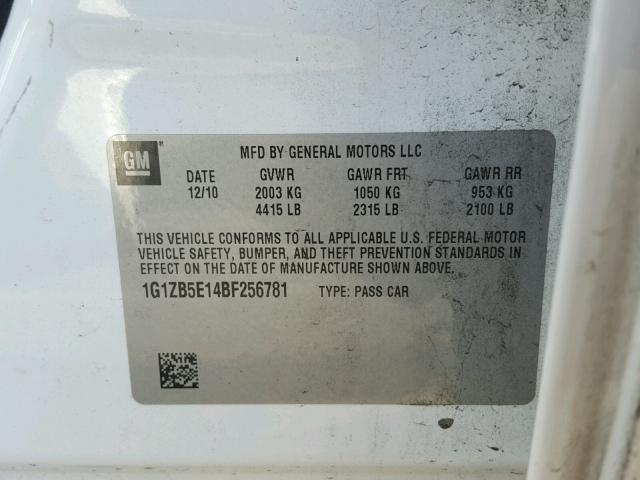 GM
MFD BY GENERAL MOTORS LLC
DATE GVWR GAWR FRT GAWR RR
12/10 2003 KG 1050 KG 953 KG
4415 LB 2315 LB 2100 LB
THIS VEHICLE CONFORMS TO ALL APPLICABLE U.S. FEDERAL MOTOR
VEHICLE SAFETY, BUMPER, AND THEFT PREVENTION STANDARDS IN
EFFECT ON THE DATE OF MANUFACTURE SHOWN ABOVE.
1G1ZB5E14BF256781 TYPE: PASS CAR